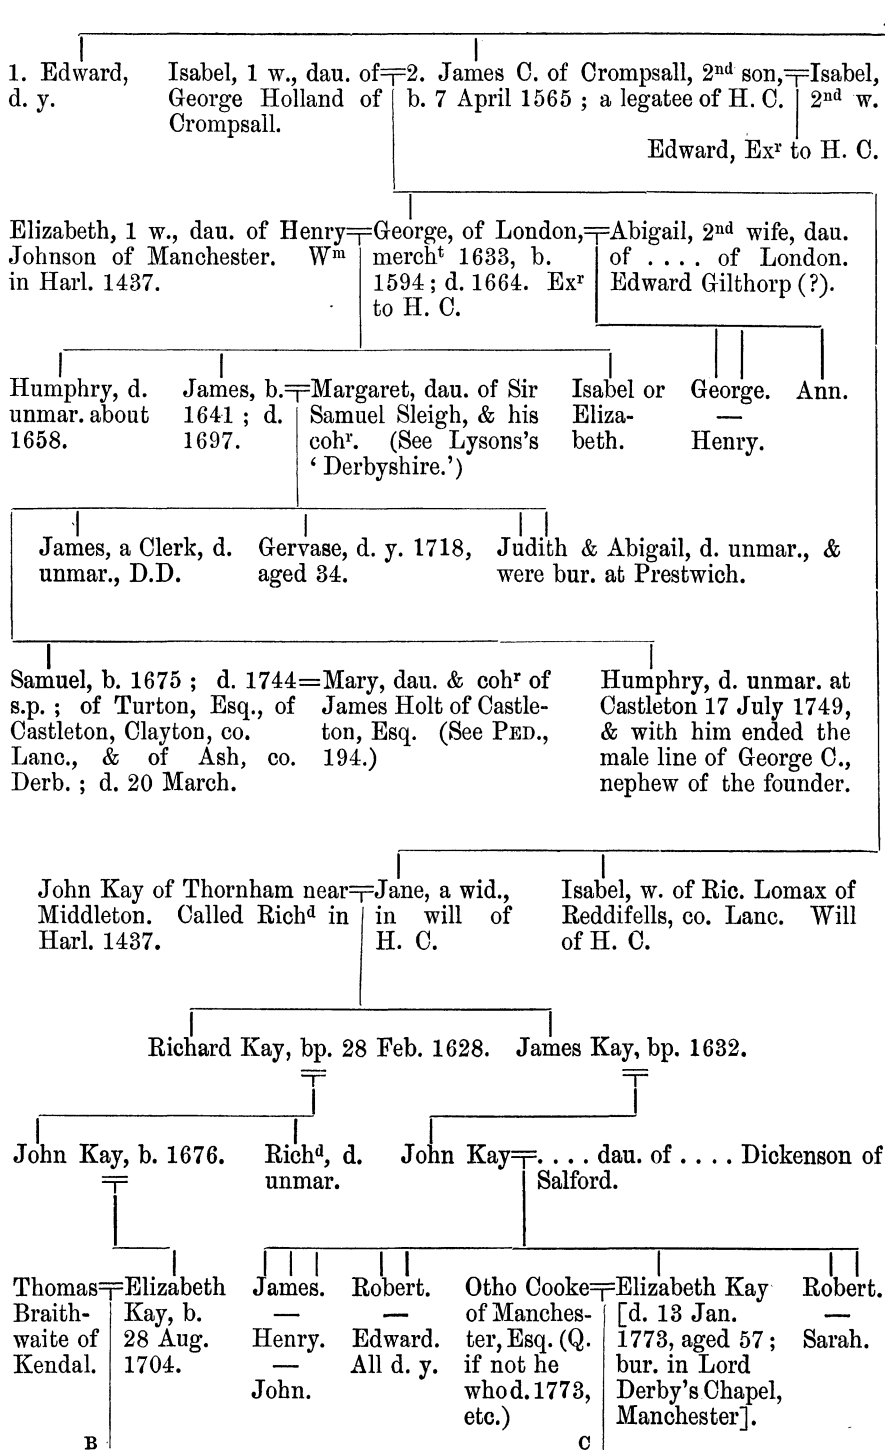 1. Edward,
d. y.
Isabel, 1 w., dau. of
George Holland of
Crompsall.
2. James C. of Crompsall, 2nd son,
b. 7 April 1565 ; a legatee of H. C.
Isabel,
2nd w.
Edward, Exr to H. C.
Elizabeth, 1 w., dau. of Henry
Johnson of Manchester. Wm
in Harl. 1437.
George, of London,
mercht 1633, b.
1594 ; d. 1664. Exr
to H. C.
Abigail, 2nd wife, dau.
of . . . . of London.
Edward Gilthorp (?).
Humphry, d.
unmar. about
1658.
James, b.
1641 ; d.
1697.
Margaret, dau. of Sir
Samuel Sleigh, & his
cohr. (See Lysons's
‘ Derbyshire.’)
Isabel or
Eliza-
beth.
George.
—
Henry.
Ann.
James, a Clerk, d.
unmar., D.D.
Gervase, d. y. 1718,
aged 34.
Judith & Abigail, d. unmar., &
were bur. at Prestwich.
Samuel, b. 1675 ; d. 1744
s.p. ; of Turton, Esq., of
Castleton, Clayton, co.
Lanc., & of Ash, co.
Derb. ; d. 20 March.
=Mary, dau. & cohr of
James Holt of Castle-
ton, Esq. (See PED.,
194.)
Humphry, d. unmar. at
Castleton 17 July 1749,
& with him ended the
male line of George C.,
nephew of the founder.
John Kay of Thornham near
Middleton. Called Richd in
Harl. 1437.
Jane, a wid.,
in will of
H. C.
Isabel, w. of Ric. Lomax of
Reddifells, co. Lanc. Will
of H. C.
Richard Kay, bp. 28 Feb. 1628.
James Kay, bp. 1632.
John Kay, b. 1676.
Richd, d.
unmar.
John Kay
. . . . dau. of . . . . Dickenson of
Salford.
Thomas
Braith-
waite of
Kendal.
Elizabeth
Kay, b.
28 Aug.
1704.
James.
—
Henry.
—
John.
Robert.
—
Edward.
All d. y.
Otho Cooke
of Manches-
ter, Esq. (Q.
if not he
who d. 1773,
etc.)
Elizabeth Kay
[d. 13 Jan.
1773, aged 57 ;
bur. in Lord
Derby's Chapel,
Manchester].
Robert.
—
Sarah.
B
C